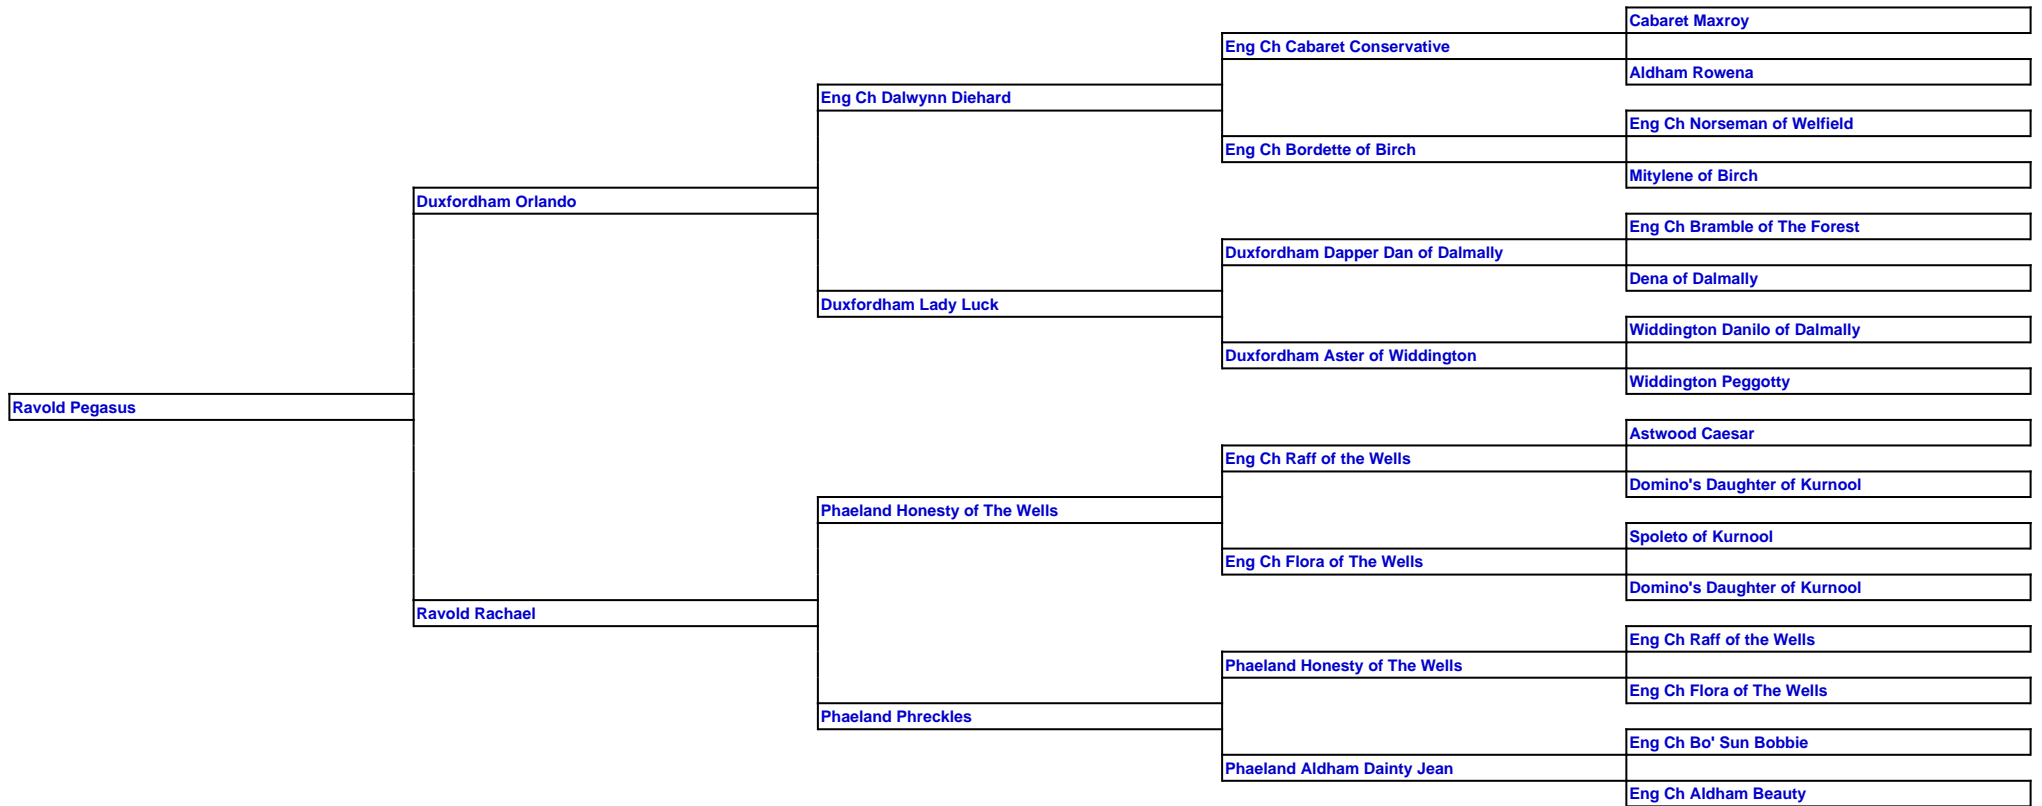 Cabaret Maxroy
Eng Ch Cabaret Conservative
Aldham Rowena
Eng Ch Dalwynn Diehard
Eng Ch Norseman of Welfield
Eng Ch Bordette of Birch
Mitylene of Birch
Duxfordham Orlando
Eng Ch Bramble of The Forest
Duxfordham Dapper Dan of Dalmally
Dena of Dalmally
Duxfordham Lady Luck
Widdington Danilo of Dalmally
Duxfordham Aster of Widdington
Widdington Peggotty
Ravold Pegasus
Astwood Caesar
Eng Ch Raff of the Wells
Domino's Daughter of Kurnool
Phaeland Honesty of The Wells
Spoleto of Kurnool
Eng Ch Flora of The Wells
Domino's Daughter of Kurnool
Ravold Rachael
Eng Ch Raff of the Wells
Phaeland Honesty of The Wells
Eng Ch Flora of The Wells
Phaeland Phreckles
Eng Ch Bo' Sun Bobbie
Phaeland Aldham Dainty Jean
Eng Ch Aldham Beauty